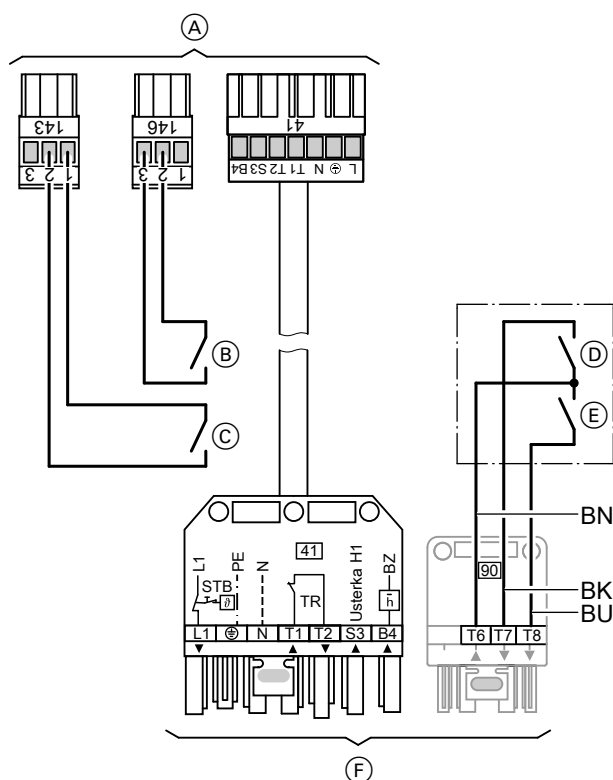 A
143 146 41
3 2 1 3 2 1 B4 S3 T2 T1 N ⏚ L
B
C
D
E
BN
BK
BU
L1 STB ϑ PE N 41 TR Usterka H1 BZ h
L1 ⏚ N T1 T2 S3 B4
90
T6 T7 T8
F